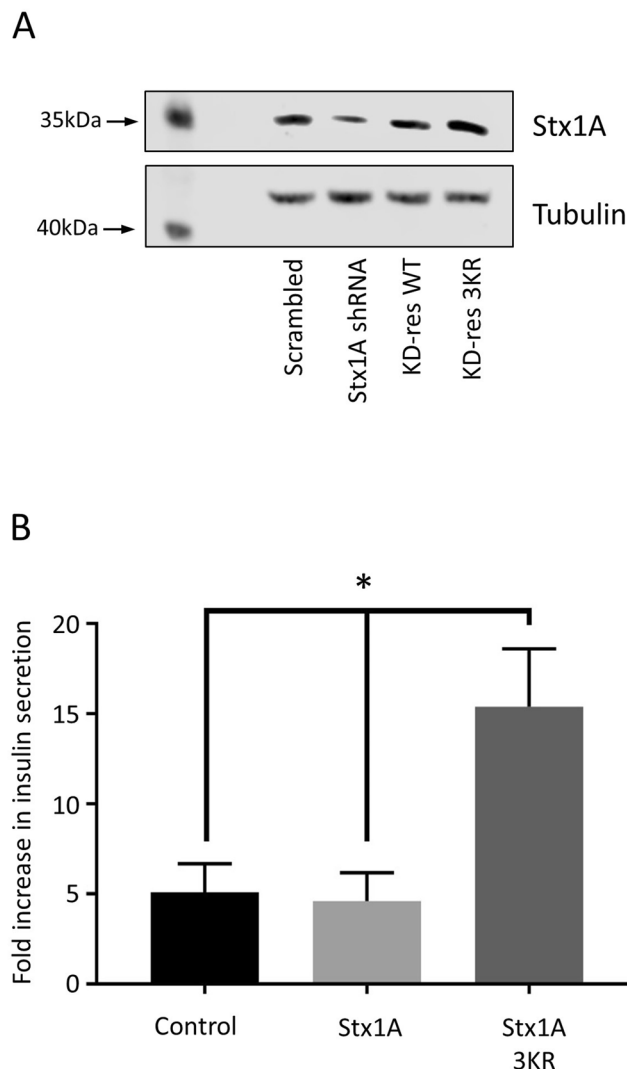 A
35kDa
Stx1A
40kDa
Tubulin
Scrambled
Stx1A shRNA
KD-res WT
KD-res 3KR
B
*
Fold increase in insulin secretion
20
15
10
5
0
Control
Stx1A
Stx1A
3KR